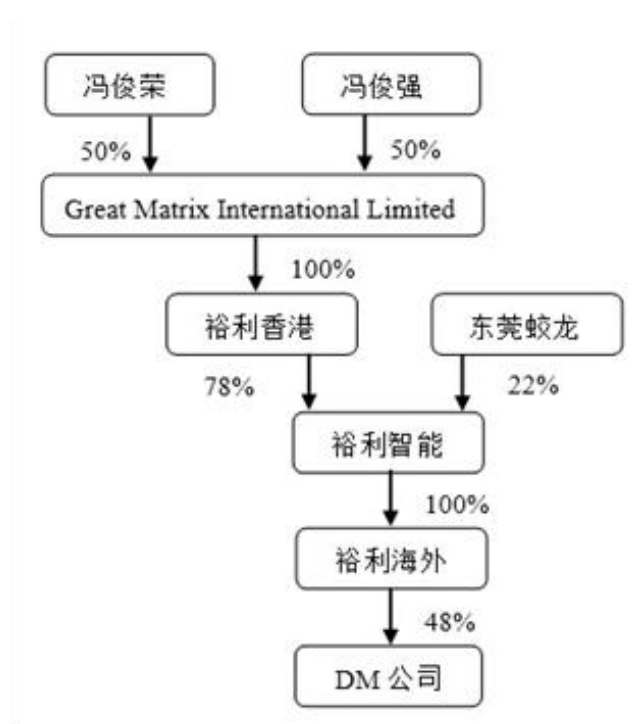 冯俊荣 冯俊强
50% 50%
Great Matrix International Limited
100%
裕利香港 东莞蛟龙
78% 22%
裕利智能
100%
裕利海外
48%
DM 公司